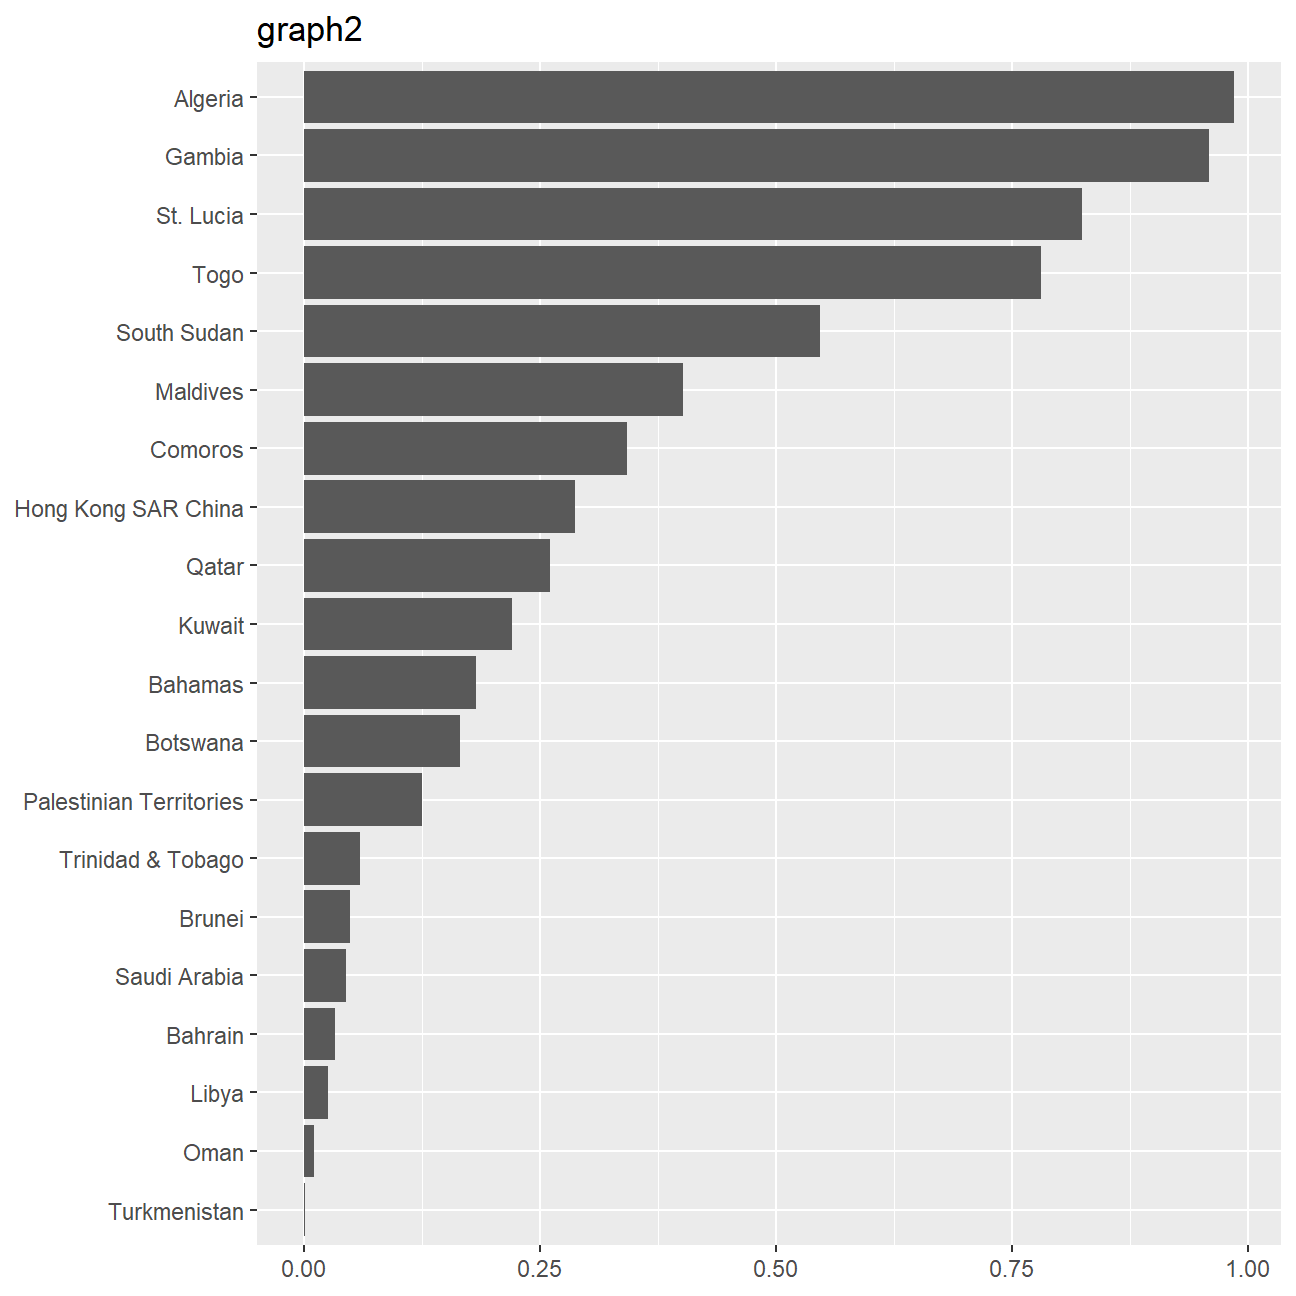 graph2
Algeria
Gambia
St. Lucia
Togo
South Sudan
Maldives
Comoros
Hong Kong SAR China
Qatar
Kuwait
Bahamas
Botswana
Palestinian Territories
Trinidad & Tobago
Brunei
Saudi Arabia
Bahrain
Libya
Oman
Turkmenistan
0.00 0.25 0.50 0.75 1.00